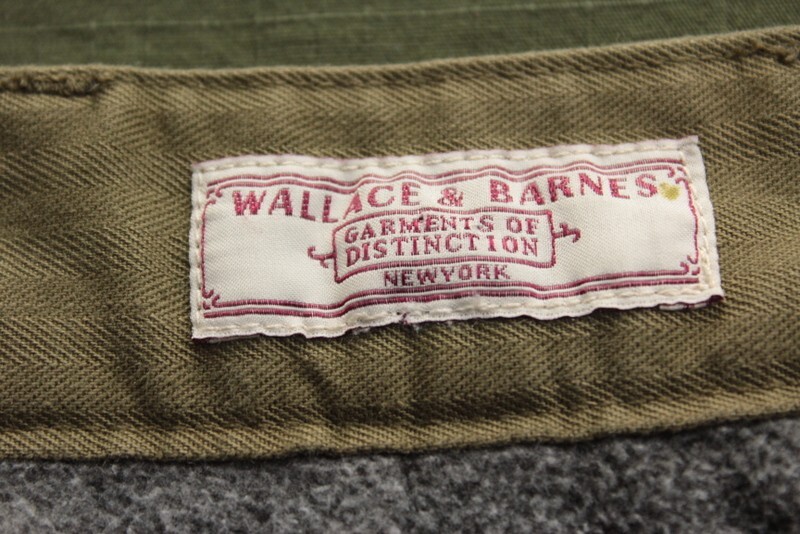 WALLACE & BARNES
GARMENTS OF
DISTINCTION
NEWYORK